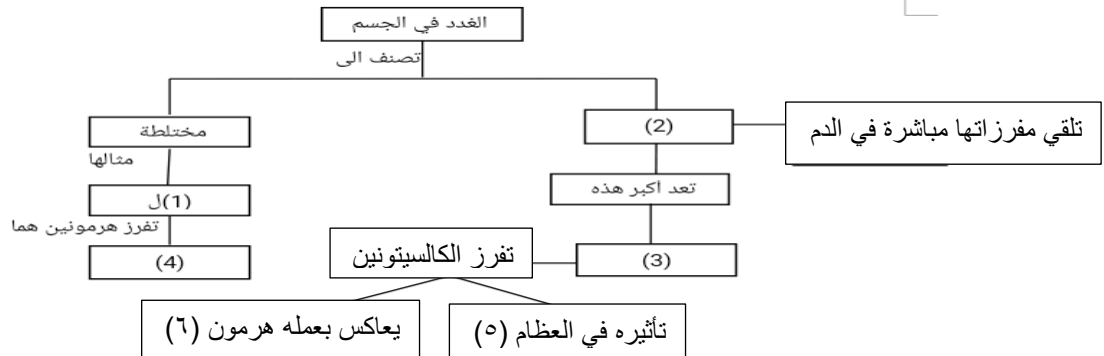 الغدد في الجسم
تصنف الى
(2)
تلقي مفرزاتها مباشرة في الدم
مختلطة
مثالها
تعد أكبر هذه
(1)ل
تفرز هرمونين هما
تفرز الكالسيتونين
(3)
(4)
تأثيره في العظام (٥)
يعاكس بعمله هرمون (٦)